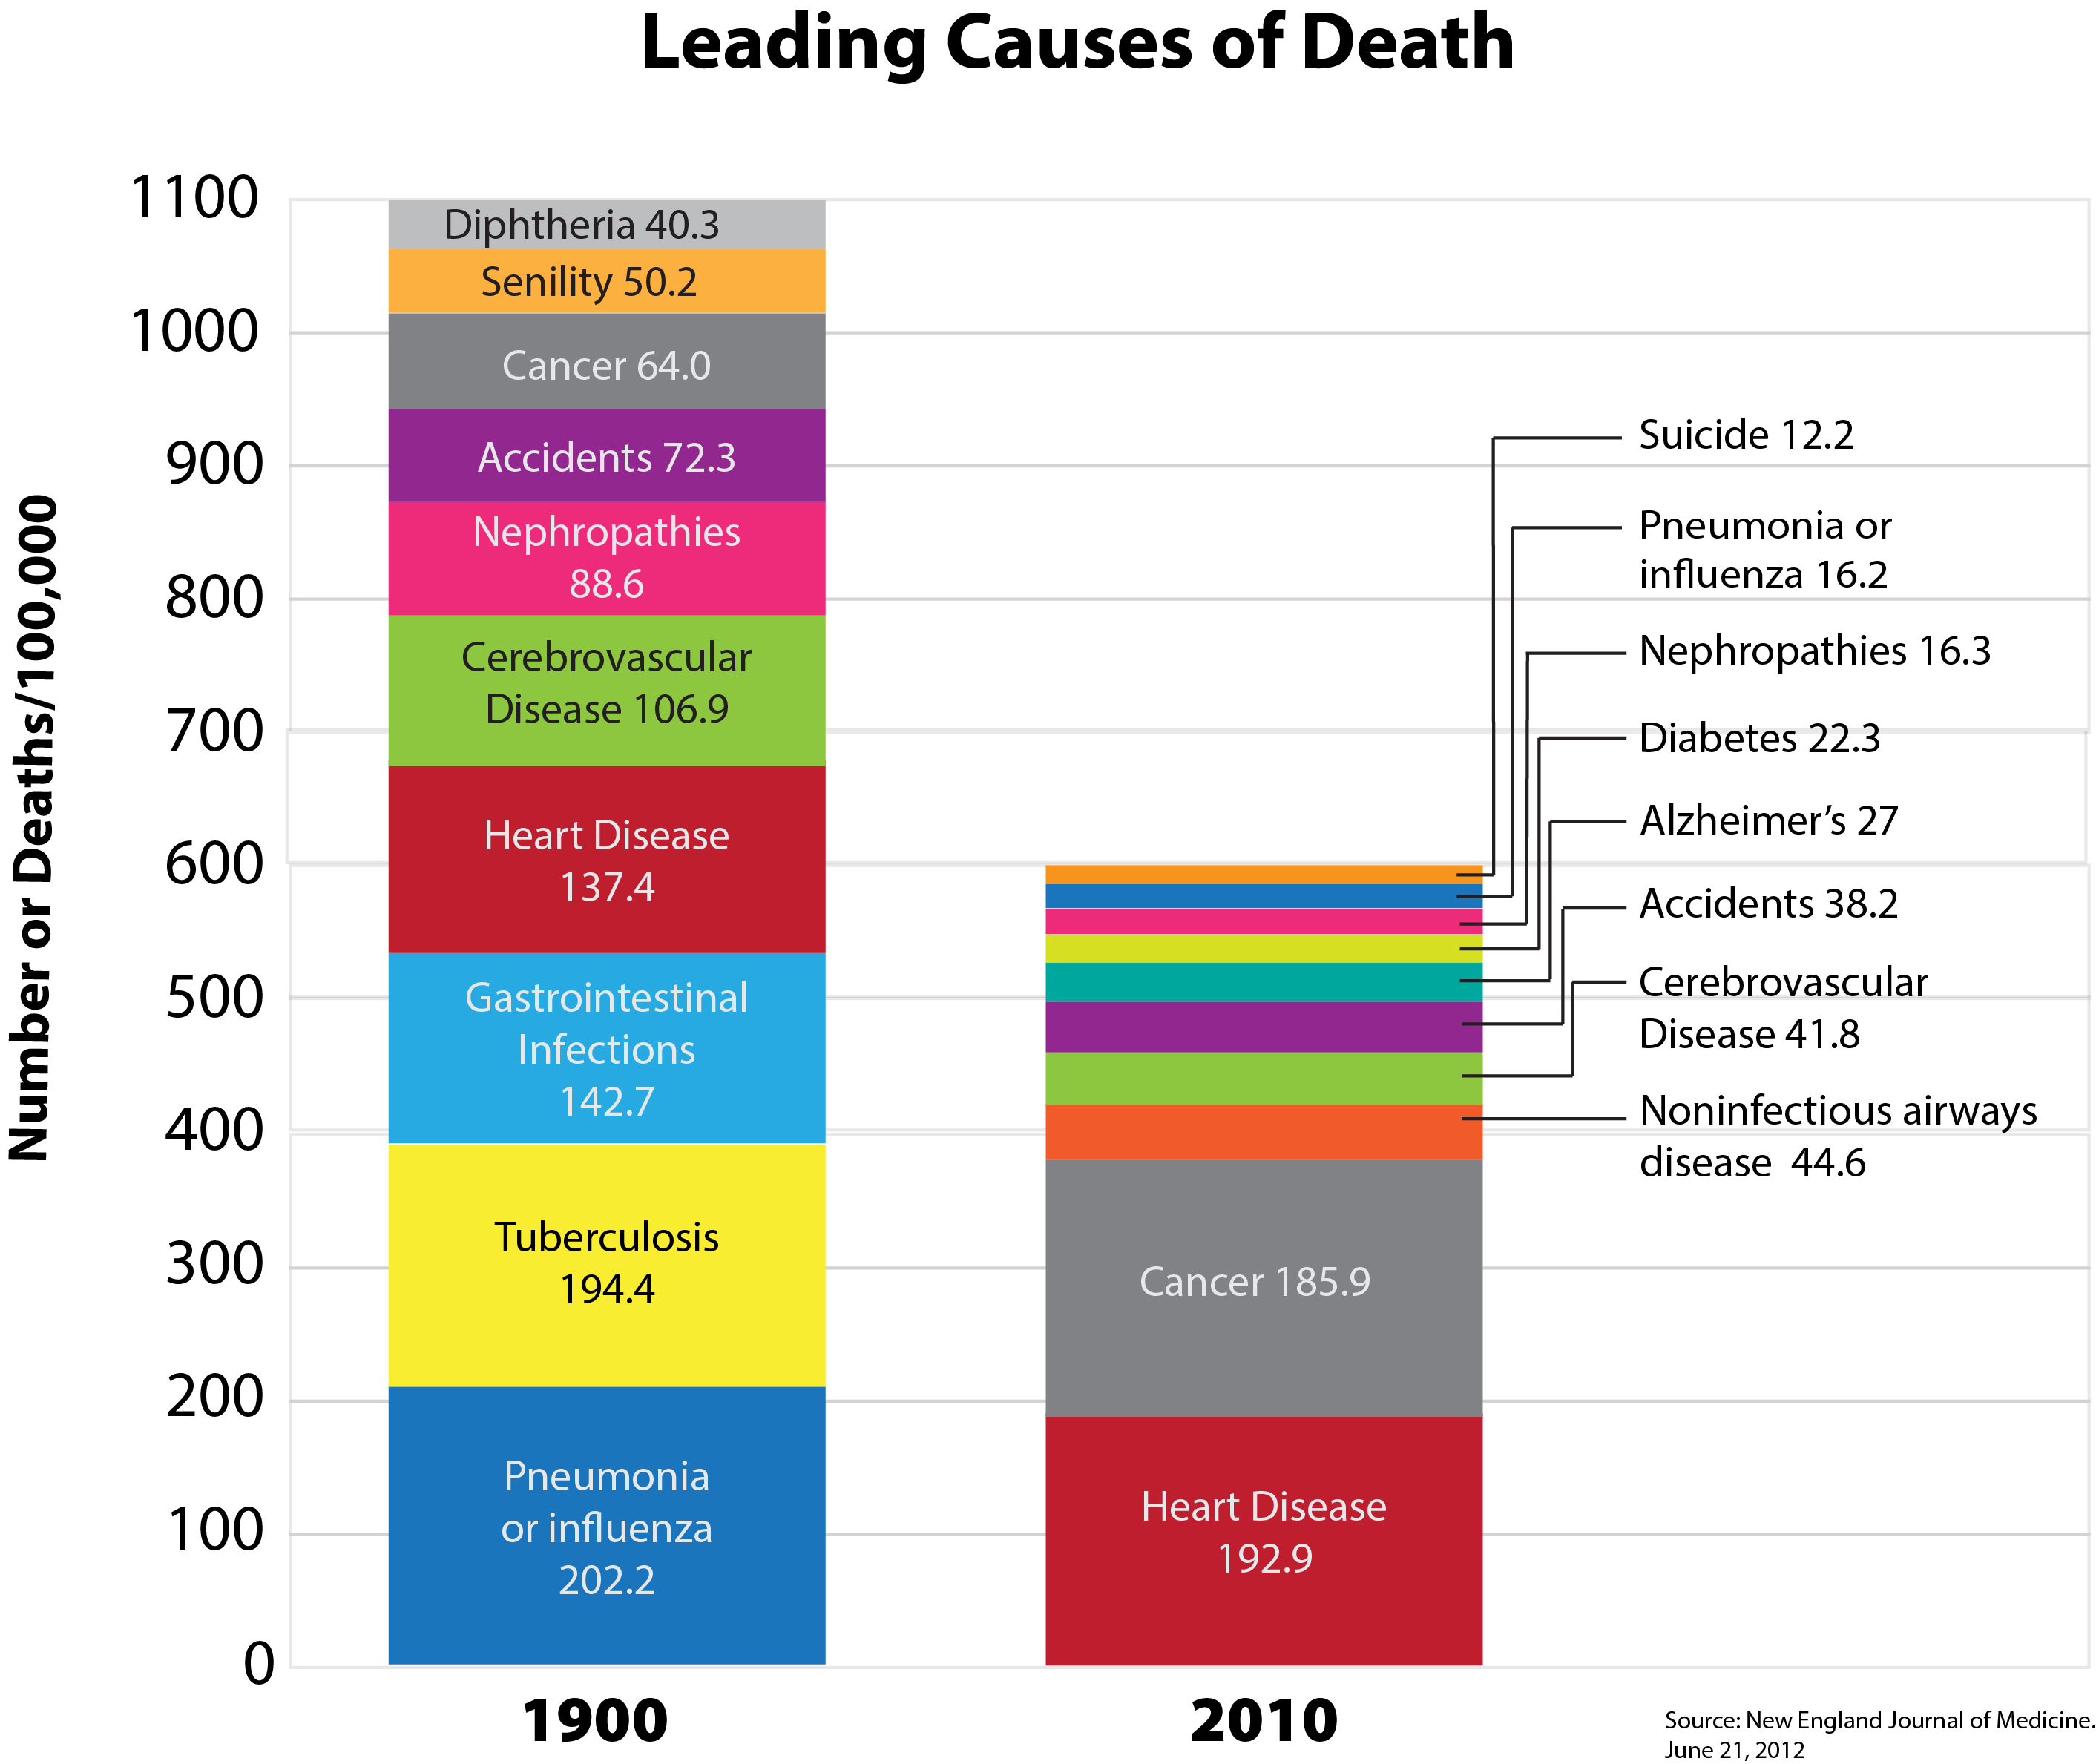 Leading Causes of Death
Number or Deaths/100,000
1100
1000
900
800
700
600
500
400
300
200
100
0
Diphtheria 40.3
Senility 50.2
Cancer 64.0
Accidents 72.3
Nephropathies
88.6
Cerebrovascular
Disease 106.9
Heart Disease
137.4
Gastrointestinal
Infections
142.7
Tuberculosis
194.4
Pneumonia
or influenza
202.2
Suicide 12.2
Pneumonia or
influenza 16.2
Nephropathies 16.3
Diabetes 22.3
Alzheimer’s 27
Accidents 38.2
Cerebrovascular
Disease 41.8
Noninfectious airways
disease  44.6
Cancer 185.9
Heart Disease
192.9
1900
2010
Source: New England Journal of Medicine.
June 21, 2012